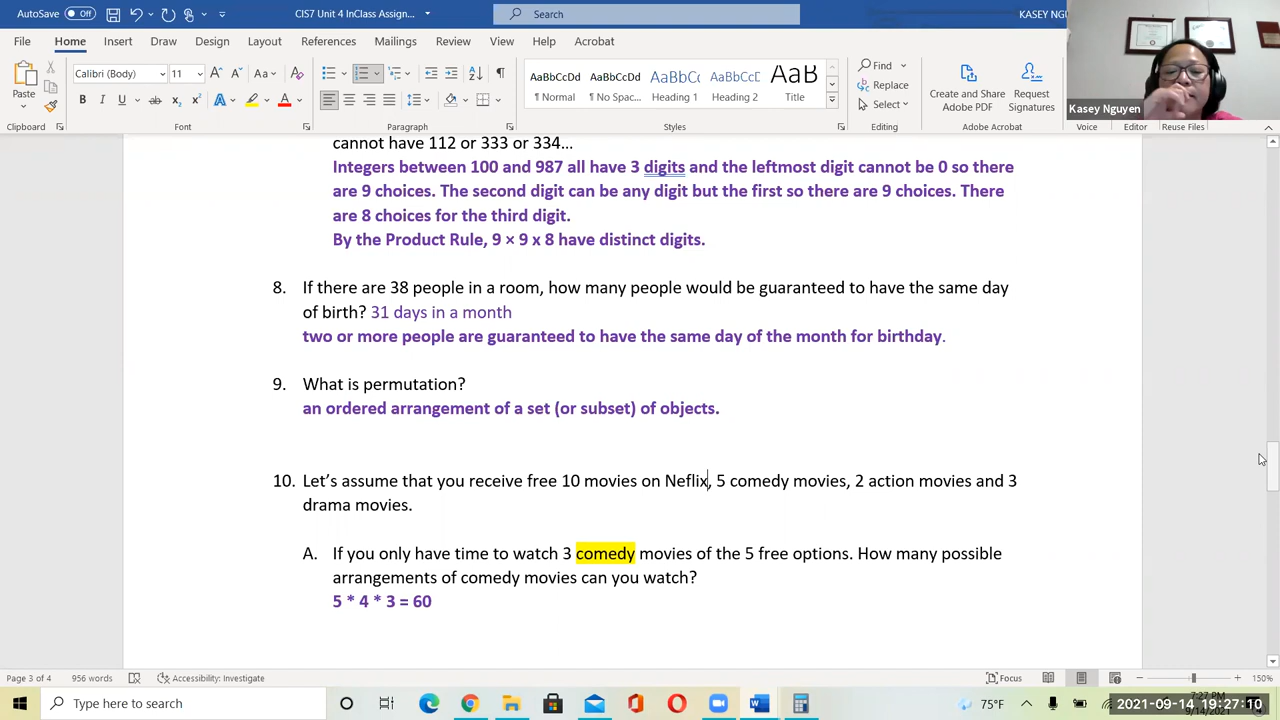 AutoSave Off
CIS7 Unit 4 InClass Assign...
Search
KASEY NG
File Home Insert Draw Design Layout References Mailings Review View Help Acrobat
Paste
Clipboard
Calibri (Body) 11
Font
Paragraph
AaBbCcDd AaBbCcDd AaBbC( AaBbCcE AaB
¶ Normal ¶ No Spac... Heading 1 Heading 2 Title
Styles
Find
Replace
Select
Editing
Create and Share Adobe PDF
Request Signatures
Adobe Acrobat
Voice
Editor
Reuse Files
Kasey Nguyen
cannot have 112 or 333 or 334...
Integers between 100 and 987 all have 3 digits and the leftmost digit cannot be 0 so there
are 9 choices. The second digit can be any digit but the first so there are 9 choices. There
are 8 choices for the third digit.
By the Product Rule, 9 × 9 x 8 have distinct digits.
8. If there are 38 people in a room, how many people would be guaranteed to have the same day
of birth? 31 days in a month
two or more people are guaranteed to have the same day of the month for birthday.
9. What is permutation?
an ordered arrangement of a set (or subset) of objects.
10. Let's assume that you receive free 10 movies on Neflix, 5 comedy movies, 2 action movies and 3
drama movies.
A. If you only have time to watch 3 comedy movies of the 5 free options. How many possible
arrangements of comedy movies can you watch?
5 * 4 * 3 = 60
Page 3 of 4 956 words Accessibility: Investigate Focus 150%
Type here to search
75°F
7:27 PM
2021-09-14 19:27:10
9/14/2021